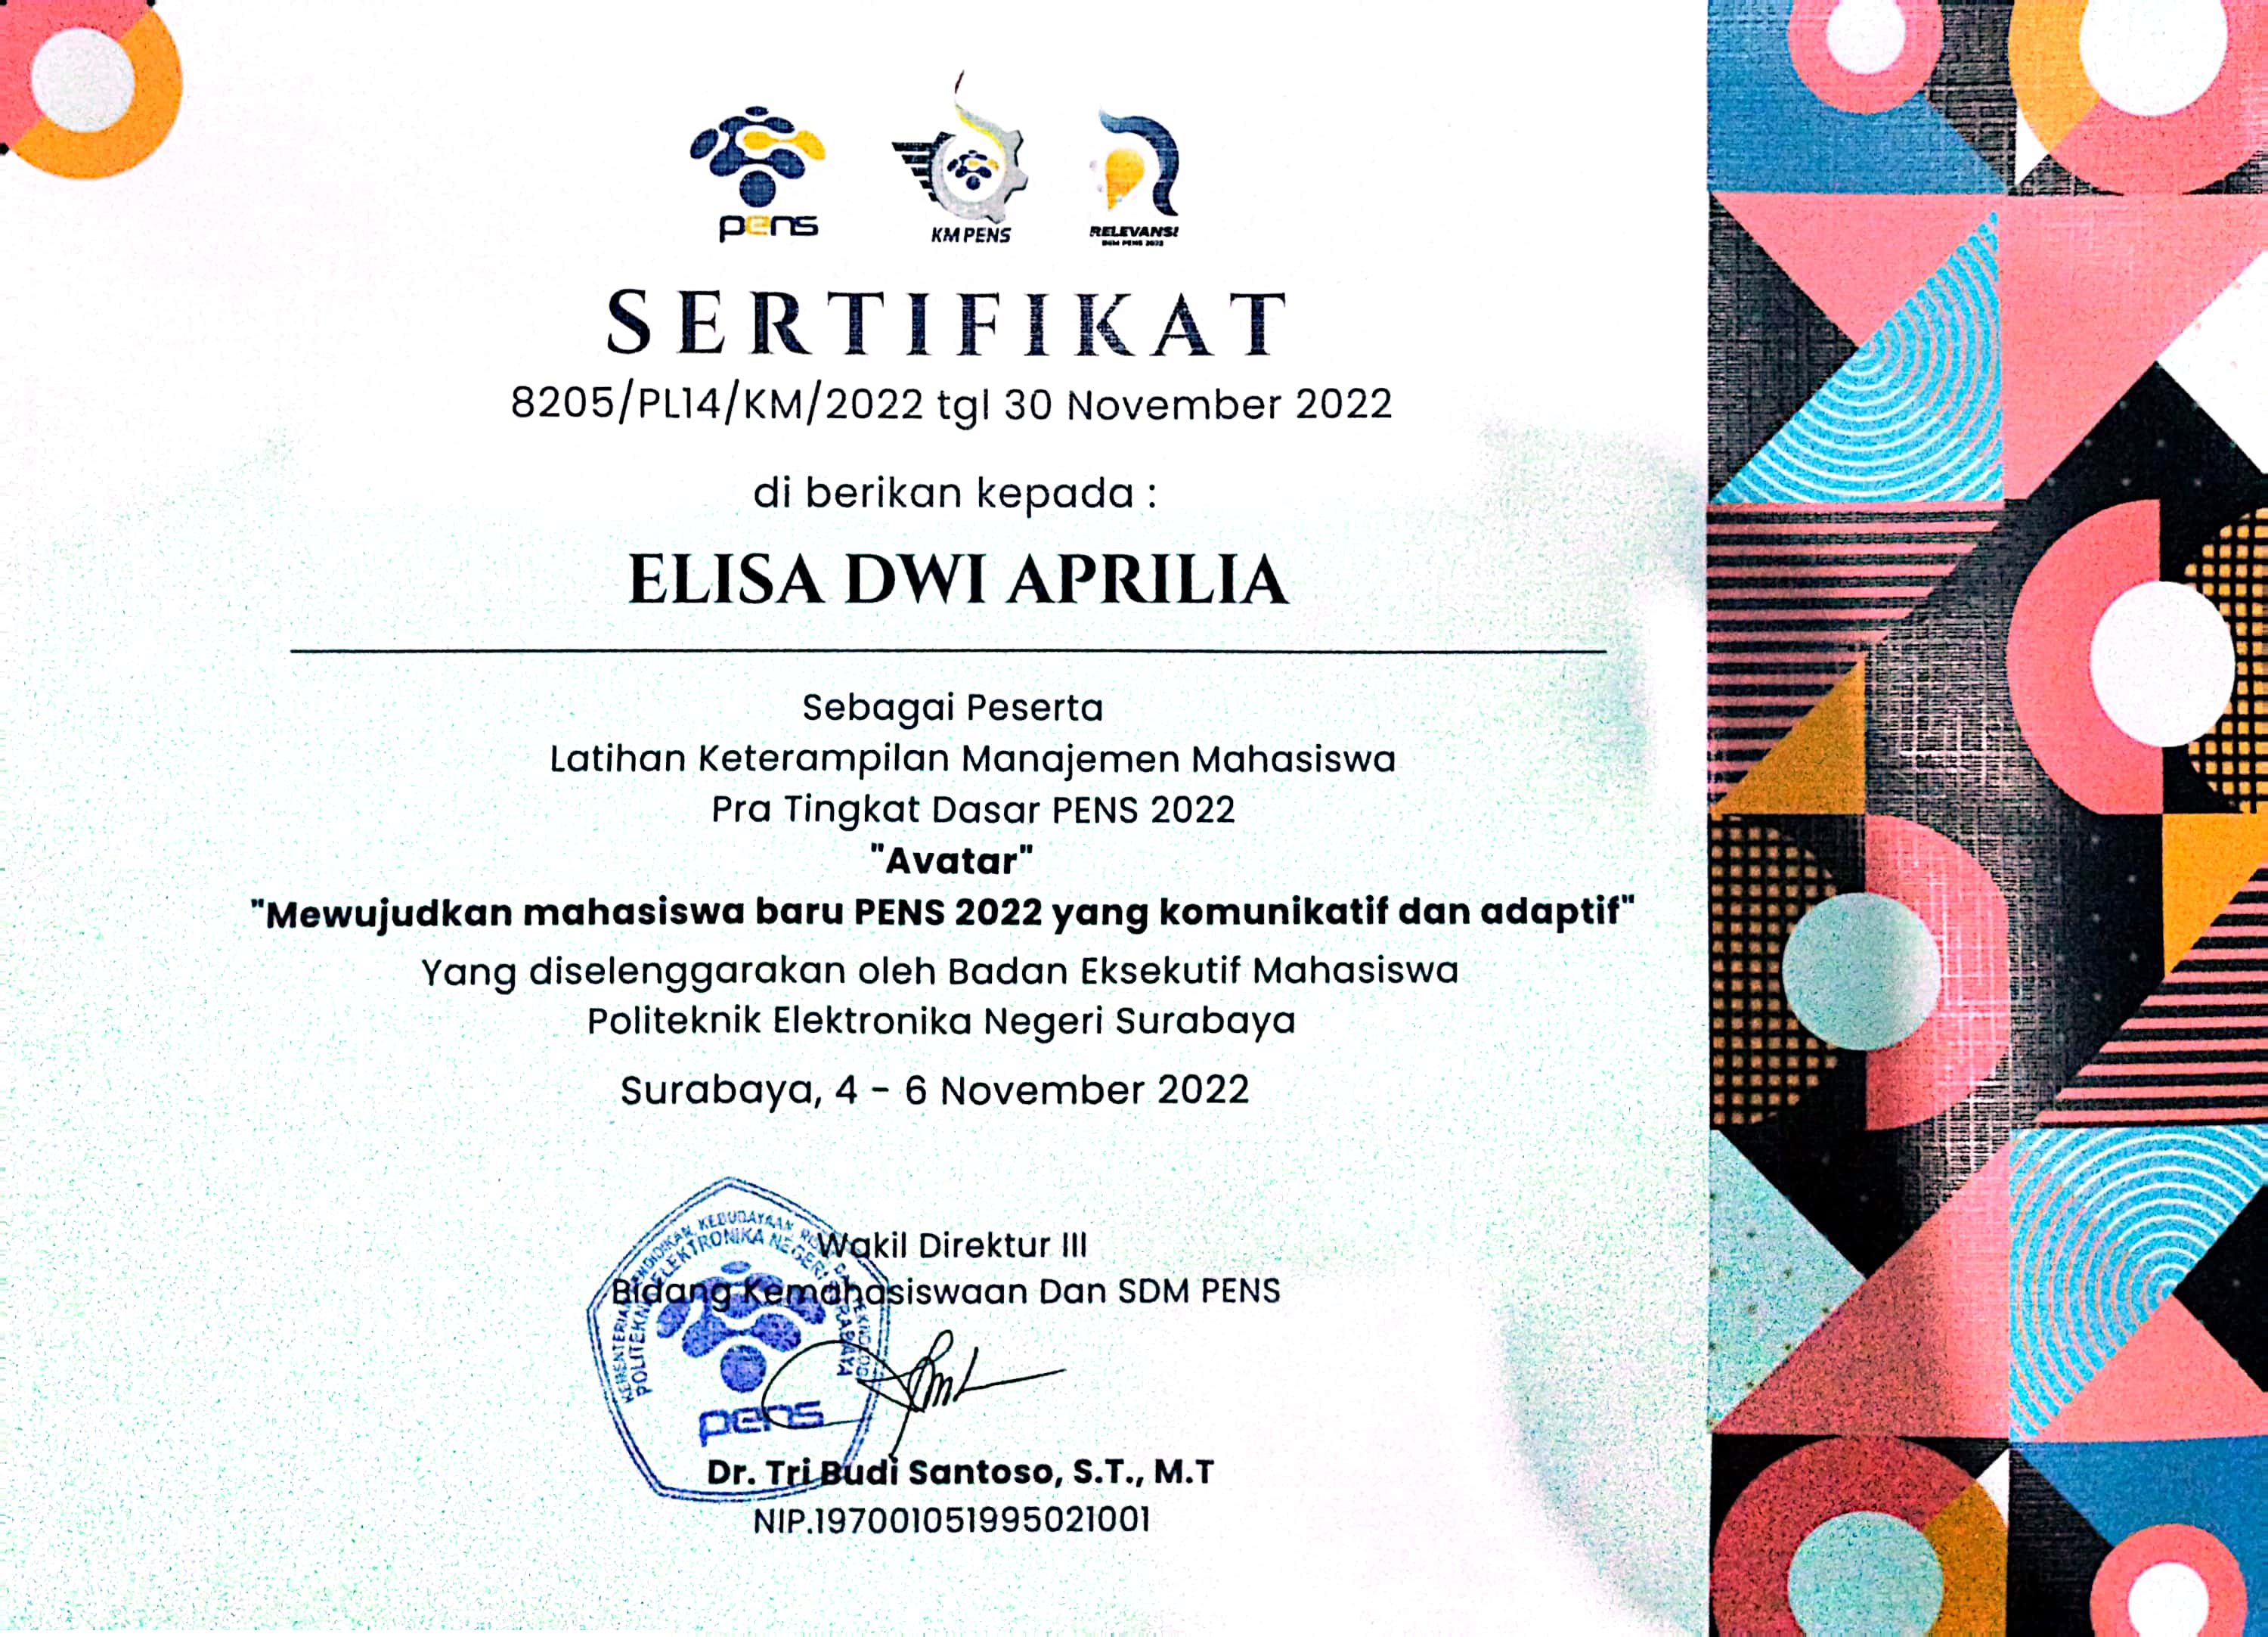 pens
KM PENS
RELEVANSI
BEM PENS 2022
SERTIFIKAT
8205/PL14/KM/2022 tgl 30 November 2022
di berikan kepada :
ELISA DWI APRILIA
Sebagai Peserta
Latihan Keterampilan Manajemen Mahasiswa
Pra Tingkat Dasar PENS 2022
"Avatar"
"Mewujudkan mahasiswa baru PENS 2022 yang komunikatif dan adaptif"
Yang diselenggarakan oleh Badan Eksekutif Mahasiswa
Politeknik Elektronika Negeri Surabaya
Surabaya, 4 - 6 November 2022
Wakil Direktur III
Bidang Kemahasiswaan Dan SDM PENS
KEMENTERIAN PENDIDIKAN KEBUDAYAAN
POLITEKNIK ELEKTRONIKA NEGERI SURABAYA
pens
Dr. Tri Budi Santoso, S.T., M.T
NIP.197001051995021001